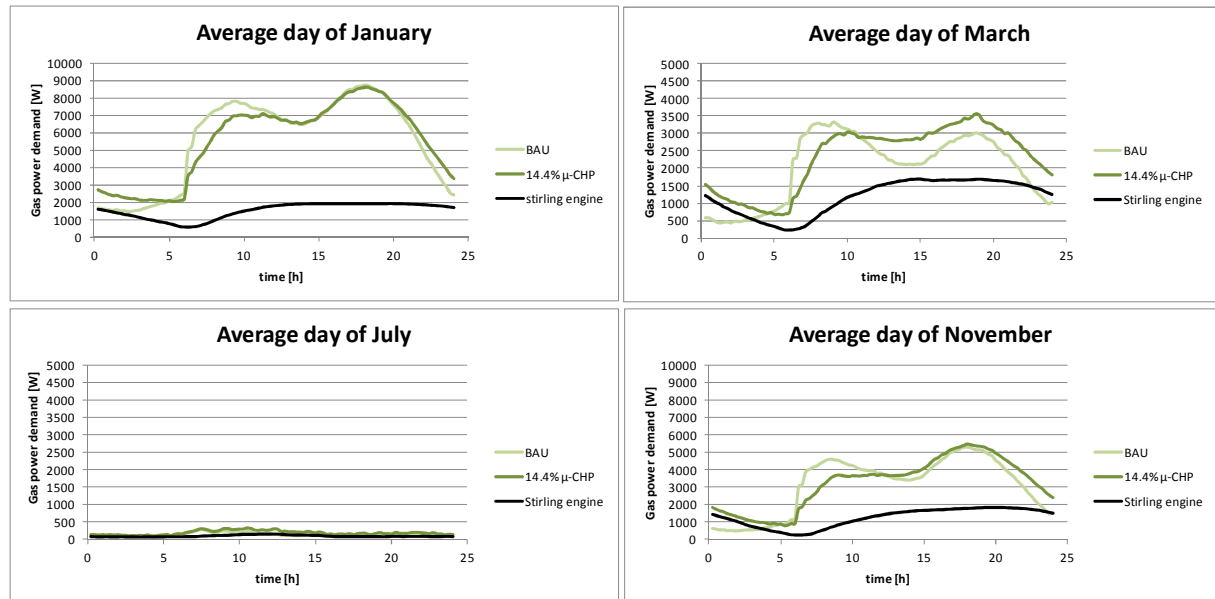 Average day of January
Gas power demand [W]
10000
9000
8000
7000
6000
5000
4000
3000
2000
1000
0
0 5 10 15 20 25
time [h]
BAU
14.4% μ-CHP
stirling engine
Average day of March
Gas power demand [W]
5000
4500
4000
3500
3000
2500
2000
1500
1000
500
0
0 5 10 15 20 25
time [h]
BAU
14.4% μ-CHP
Stirling engine
Average day of July
Gas power demand [W]
5000
4500
4000
3500
3000
2500
2000
1500
1000
500
0
0 5 10 15 20 25
time [h]
BAU
14.4% μ-CHP
Stirling engine
Average day of November
Gas power demand [W]
10000
9000
8000
7000
6000
5000
4000
3000
2000
1000
0
0 5 10 15 20 25
time [h]
BAU
14.4% μ-CHP
Stirling engine